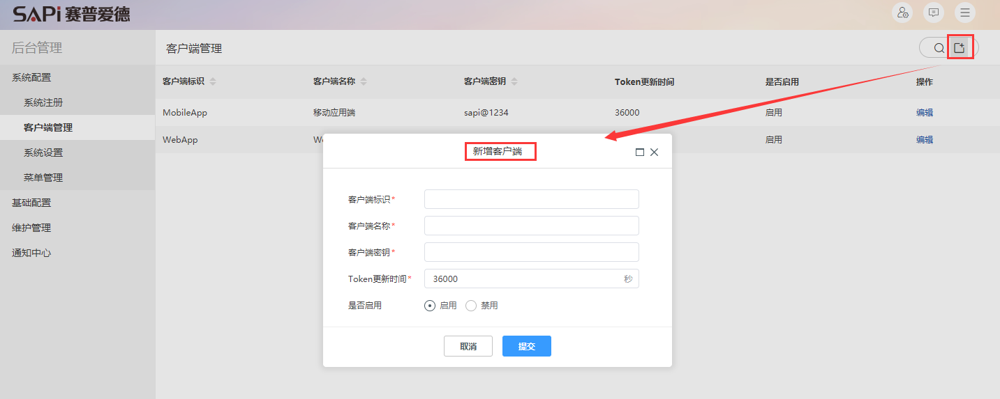 SAPi 赛普爱德
后台管理
客户端管理
系统配置
系统注册
客户端管理
系统设置
菜单管理
基础配置
维护管理
通知中心
客户端标识 客户端名称 客户端密钥 Token更新时间 是否启用 操作
MobileApp 移动应用端 sapi@1234 36000 启用 编辑
WebApp 启用 编辑
新增客户端
客户端标识*
客户端名称*
客户端密钥*
Token更新时间* 36000 秒
是否启用 启用 禁用
取消 提交